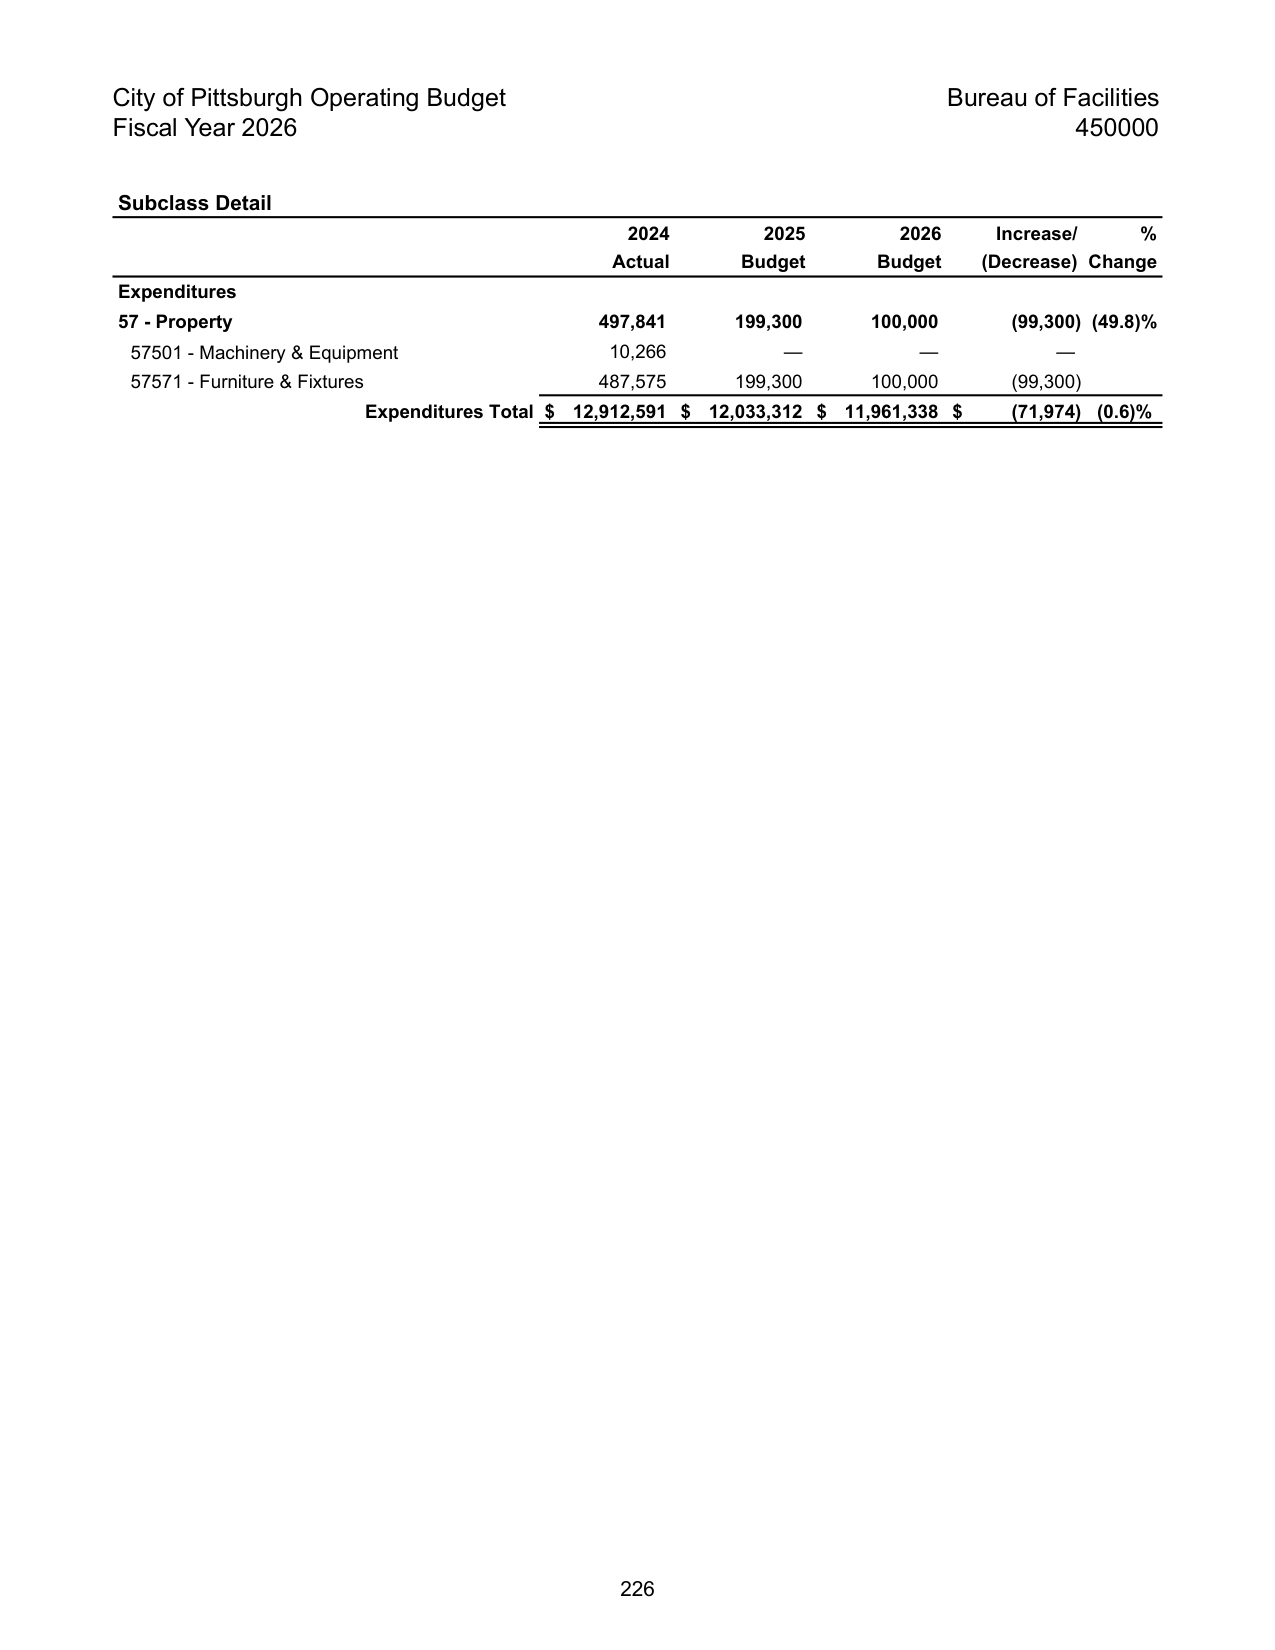 City of Pittsburgh Operating Budget Bureau of Facilities
Fiscal Year 2026 450000
Subclass Detail
2024 2025 2026 Increase/ %
Actual Budget Budget (Decrease) Change
Expenditures
57 - Property 497,841 199,300 100,000 (99,300) (49.8)%
57501 - Machinery & Equipment 10,266 — — —
57571 - Furniture & Fixtures 487,575 199,300 100,000 (99,300)
Expenditures Total $ 12,912,591 $ 12,033,312 $ 11,961,338 $ (71,974) (0.6)%
226